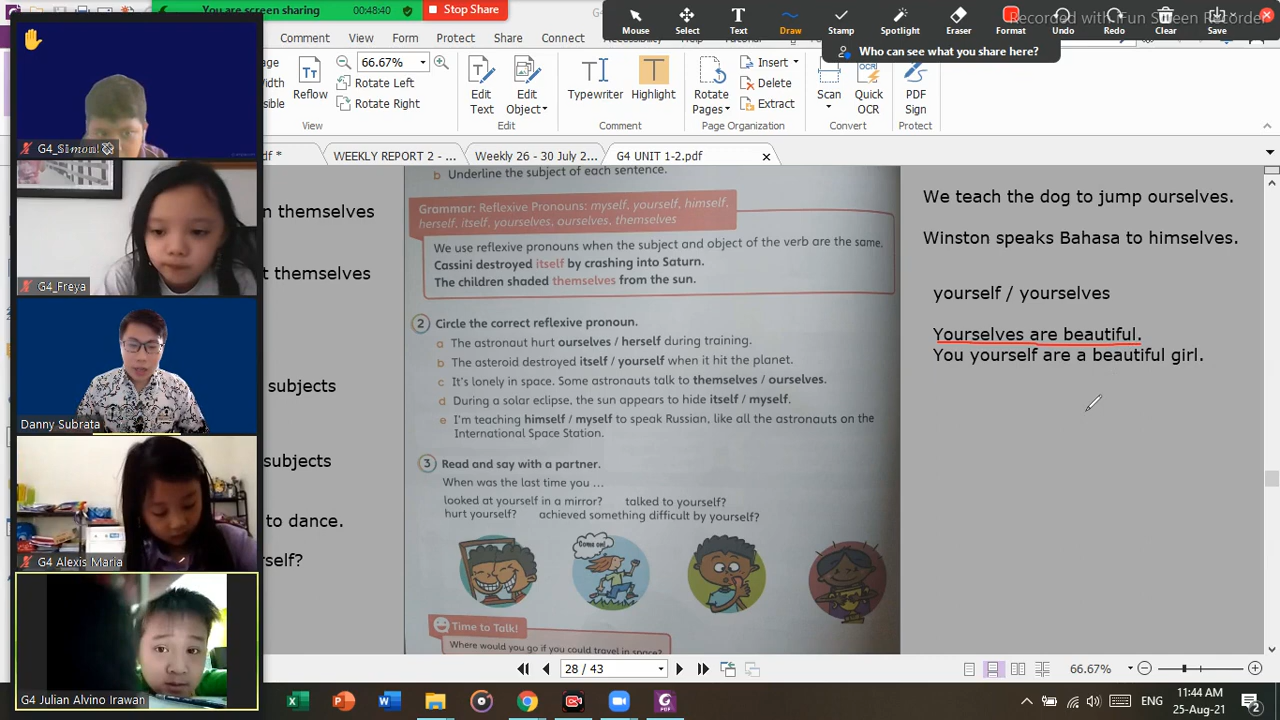 You are screen sharing
00:48:40
Stop Share
Recorded with iFun Screen Recorder
Mouse
Select
Text
Draw
Stamp
Spotlight
Eraser
Format
Undo
Redo
Clear
Save
Who can see what you share here?
Comment
View
Form
Protect
Share
Connect
Help
66.67%
Rotate Left
Rotate Right
Reflow
View
Edit
Text
Edit
Object
Edit
Typewriter
Highlight
Comment
Rotate
Pages
Insert
Delete
Extract
Page Organization
Scan
Quick
OCR
Convert
PDF
Sign
Protect
WEEKLY REPORT 2 - ...
Weekly 26 - 30 July 2...
G4 UNIT 1-2.pdf
G4_Freya
Danny Subrata
G4 Alexis Maria
G4 Julian Alvino Irawan
themselves
themselves
subjects
subjects
to dance.
b Underline the subject of each sentence.
Grammar: Reflexive Pronouns: myself, yourself, himself,
herself, itself, yourselves, ourselves, themselves
We use reflexive pronouns when the subject and object of the verb are the same.
Cassini destroyed itself by crashing into Saturn.
The children shaded themselves from the sun.
2 Circle the correct reflexive pronoun.
a The astronaut hurt ourselves / herself during training.
b The asteroid destroyed itself / yourself when it hit the planet.
c It's lonely in space. Some astronauts talk to themselves / ourselves.
d During a solar eclipse, the sun appears to hide itself / myself.
e I'm teaching himself / myself to speak Russian, like all the astronauts on the
International Space Station.
3 Read and say with a partner.
When was the last time you ...
looked at yourself in a mirror? talked to yourself?
hurt yourself? achieved something difficult by yourself?
Come on!
Time to Talk!
Where would you go if you could travel in space?
We teach the dog to jump ourselves.
Winston speaks Bahasa to himselves.
yourself / yourselves
Yourselves are beautiful.
You yourself are a beautiful girl.
28 / 43
66.67%
ENG
11:44 AM
25-Aug-21
2